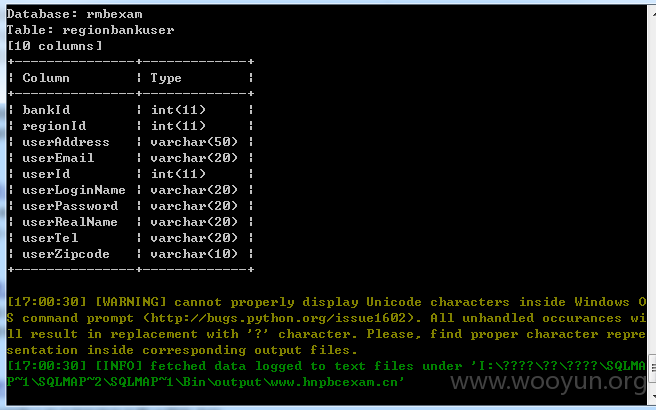 Database: rmbexam
Table: regionbankuser
[10 columns]
+---------------+-------------+
¦ Column        ¦ Type        ¦
+---------------+-------------+
¦ bankId        ¦ int(11)     ¦
¦ regionId      ¦ int(11)     ¦
¦ userAddress   ¦ varchar(50) ¦
¦ userEmail     ¦ varchar(20) ¦
¦ userId        ¦ int(11)     ¦
¦ userLoginName ¦ varchar(20) ¦
¦ userPassword  ¦ varchar(20) ¦
¦ userRealName  ¦ varchar(20) ¦
¦ userTel       ¦ varchar(20) ¦
¦ userZipcode   ¦ varchar(10) ¦
+---------------+-------------+
[17:00:30] [WARNING] cannot properly display Unicode characters inside Windows O
S command prompt (http://bugs.python.org/issue1602). All unhandled occurances wi
ll result in replacement with '?' character. Please, find proper character repre
sentation inside corresponding output files.
[17:00:30] [INFO] fetched data logged to text files under 'I:\????\??\????\SQLMA
P~1\SQLMAP~2\SQLMAP~1\Bin\output\www.hnpbcexam.cn'
www.wooyun.org